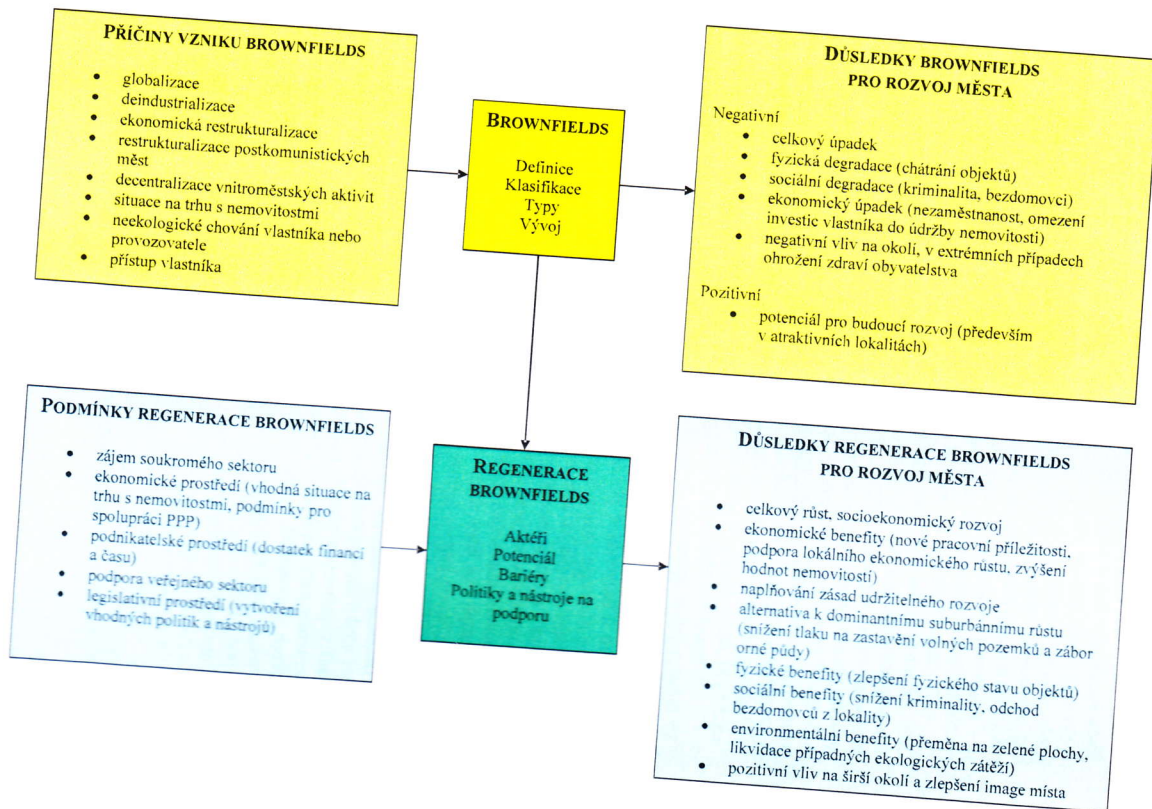 PŘÍČINY VZNIKU BROWNFIELDS
• globalizace
• deindustrializace
• ekonomická restrukturalizace
• restrukturalizace postkomunistických
měst
• decentralizace vnitroměstských aktivit
• situace na trhu s nemovitostmi
• neekologické chování vlastníka nebo
provozovatele
• přístup vlastníka
BROWNFIELDS
Definice
Klasifikace
Typy
Vývoj
DŮSLEDKY BROWNFIELDS
PRO ROZVOJ MĚSTA
Negativní
• celkový úpadek
• fyzická degradace (chátrání objektů)
• sociální degradace (kriminalita, bezdomovci)
• ekonomický úpadek (nezaměstnanost, omezení
investic vlastníka do údržby nemovitosti)
• negativní vliv na okolí, v extrémních případech
ohrožení zdraví obyvatelstva
Pozitivní
• potenciál pro budoucí rozvoj (především
v atraktivních lokalitách)
PODMÍNKY REGENERACE BROWNFIELDS
• zájem soukromého sektoru
• ekonomické prostředí (vhodná situace na
trhu s nemovitostmi, podmínky pro
spolupráci PPP)
• podnikatelské prostředí (dostatek financí
a času)
• podpora veřejného sektoru
• legislativní prostředí (vytvoření
vhodných politik a nástrojů)
REGENERACE
BROWNFIELDS
Aktéři
Potenciál
Bariéry
Politiky a nástroje na
podporu
DŮSLEDKY REGENERACE BROWNFIELDS
PRO ROZVOJ MĚSTA
• celkový růst, socioekonomický rozvoj
• ekonomické benefity (nové pracovní příležitosti,
podpora lokálního ekonomického růstu, zvýšení
hodnot nemovitostí)
• naplňování zásad udržitelného rozvoje
• alternativa k dominantnímu suburbánnímu růstu
(snížení tlaku na zastavění volných pozemků a zábor
orné půdy)
• fyzické benefity (zlepšení fyzického stavu objektů)
• sociální benefity (snížení kriminality, odchod
bezdomovců z lokality)
• environmentální benefity (přeměna na zelené plochy,
likvidace případných ekologických zátěží)
• pozitivní vliv na širší okolí a zlepšení image místa